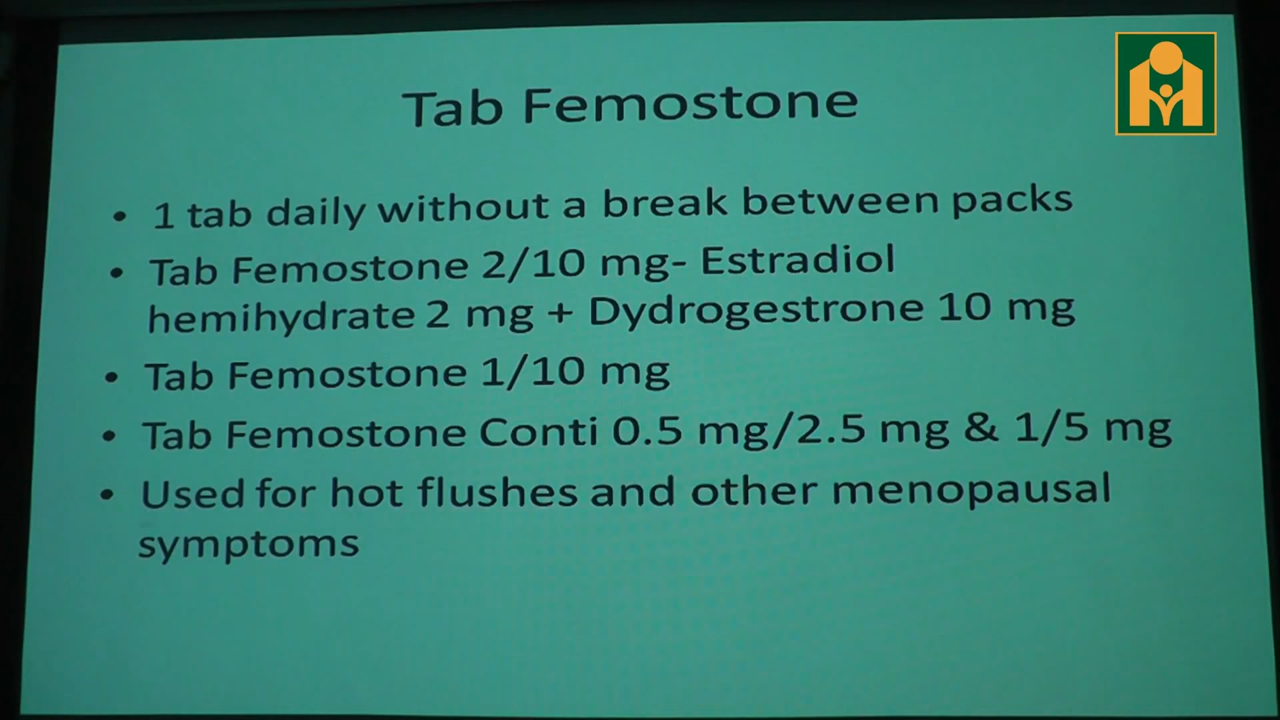 Tab Femostone
• 1 tab daily without a break between packs
• Tab Femostone 2/10 mg- Estradiol
hemihydrate 2 mg + Dydrogestrone 10 mg
• Tab Femostone 1/10 mg
• Tab Femostone Conti 0.5 mg/2.5 mg & 1/5 mg
• Used for hot flushes and other menopausal
symptoms